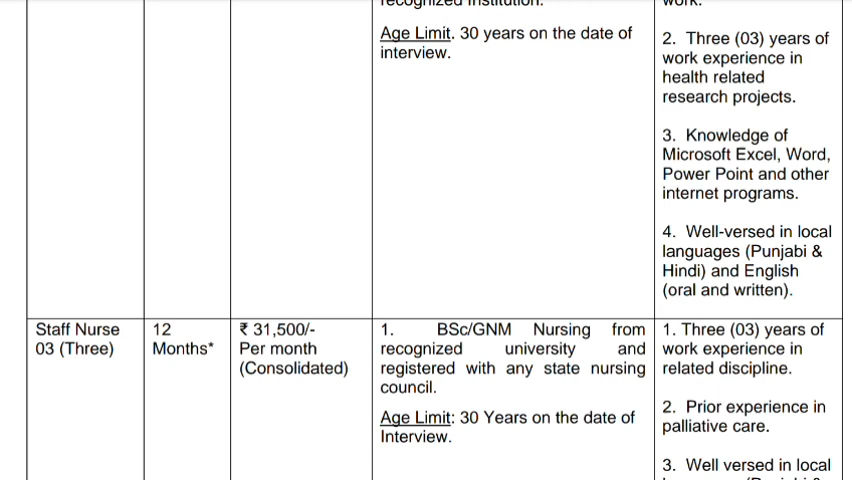 recognized institution.
Age Limit. 30 years on the date of
interview.
work.
2. Three (03) years of
work experience in
health related
research projects.
3. Knowledge of
Microsoft Excel, Word,
Power Point and other
internet programs.
4. Well-versed in local
languages (Punjabi &
Hindi) and English
(oral and written).
Staff Nurse
03 (Three)
12
Months*
₹ 31,500/-
Per month
(Consolidated)
1. BSc/GNM Nursing from
recognized university and
registered with any state nursing
council.
Age Limit: 30 Years on the date of
Interview.
1. Three (03) years of
work experience in
related discipline.
2. Prior experience in
palliative care.
3. Well versed in local